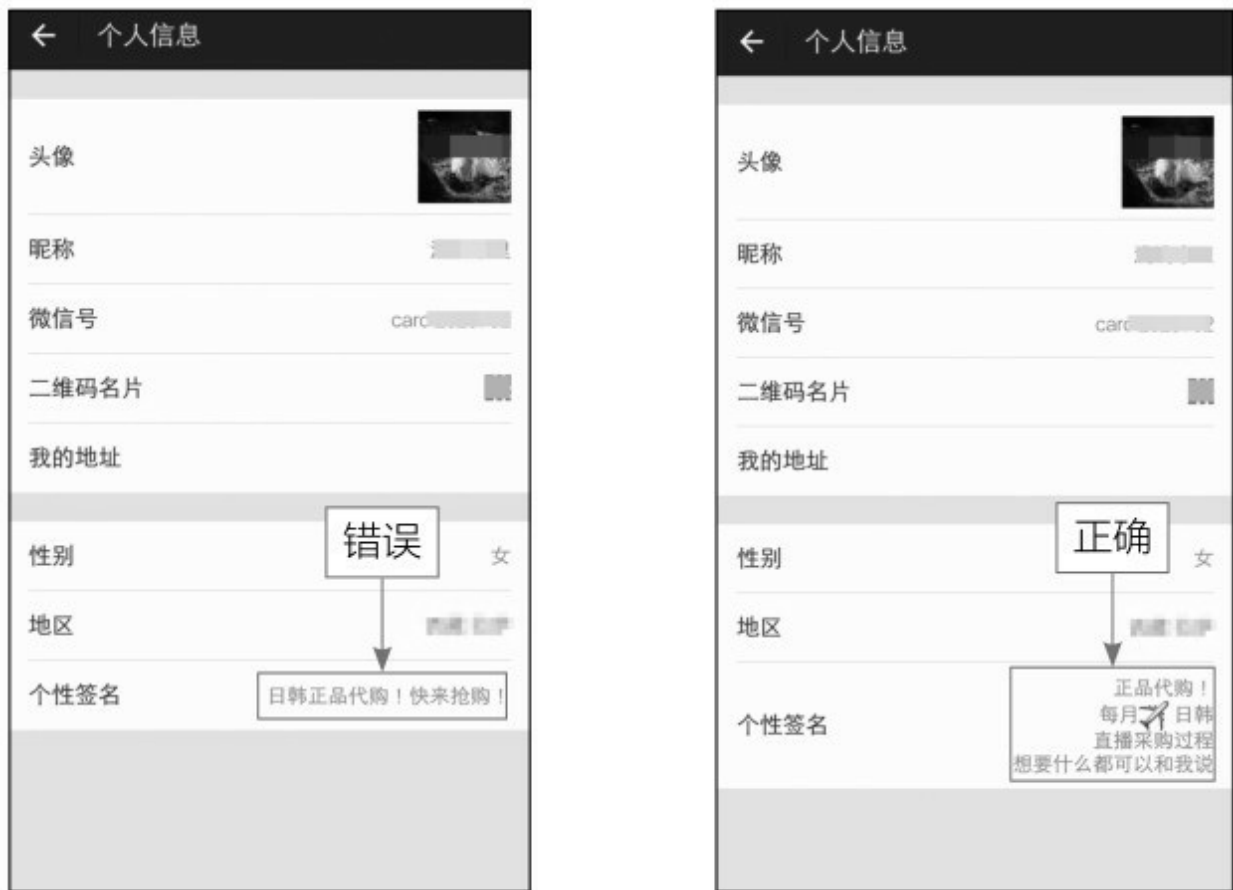 个人信息
头像
昵称
微信号
二维码名片
我的地址
性别 女
地区
个性签名 日韩正品代购！快来抢购！
错误
个人信息
头像
昵称
微信号
二维码名片
我的地址
性别 女
地区
个性签名
正品代购！
每月 日韩
直播采购过程
想要什么都可以和我说
正确